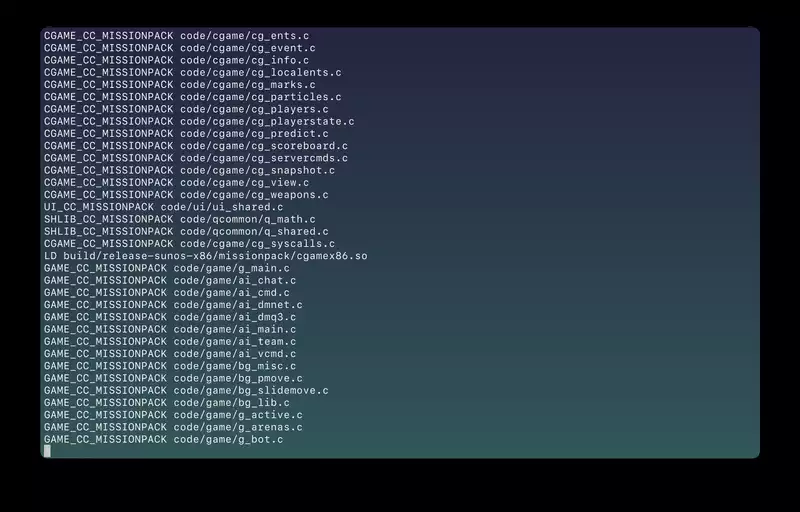 CGAME_CC_MISSIONPACK code/cgame/cg_ents.c
CGAME_CC_MISSIONPACK code/cgame/cg_event.c
CGAME_CC_MISSIONPACK code/cgame/cg_info.c
CGAME_CC_MISSIONPACK code/cgame/cg_localents.c
CGAME_CC_MISSIONPACK code/cgame/cg_marks.c
CGAME_CC_MISSIONPACK code/cgame/cg_particles.c
CGAME_CC_MISSIONPACK code/cgame/cg_players.c
CGAME_CC_MISSIONPACK code/cgame/cg_playerstate.c
CGAME_CC_MISSIONPACK code/cgame/cg_predict.c
CGAME_CC_MISSIONPACK code/cgame/cg_scoreboard.c
CGAME_CC_MISSIONPACK code/cgame/cg_servercmds.c
CGAME_CC_MISSIONPACK code/cgame/cg_snapshot.c
CGAME_CC_MISSIONPACK code/cgame/cg_view.c
CGAME_CC_MISSIONPACK code/cgame/cg_weapons.c
UI_CC_MISSIONPACK code/ui/ui_shared.c
SHLIB_CC_MISSIONPACK code/qcommon/q_math.c
SHLIB_CC_MISSIONPACK code/qcommon/q_shared.c
CGAME_CC_MISSIONPACK code/cgame/cg_syscalls.c
LD build/release-sunos-x86/missionpack/cgamex86.so
GAME_CC_MISSIONPACK code/game/g_main.c
GAME_CC_MISSIONPACK code/game/ai_chat.c
GAME_CC_MISSIONPACK code/game/ai_cmd.c
GAME_CC_MISSIONPACK code/game/ai_dmnet.c
GAME_CC_MISSIONPACK code/game/ai_dmq3.c
GAME_CC_MISSIONPACK code/game/ai_main.c
GAME_CC_MISSIONPACK code/game/ai_team.c
GAME_CC_MISSIONPACK code/game/ai_vcmd.c
GAME_CC_MISSIONPACK code/game/bg_misc.c
GAME_CC_MISSIONPACK code/game/bg_pmove.c
GAME_CC_MISSIONPACK code/game/bg_slidemove.c
GAME_CC_MISSIONPACK code/game/bg_lib.c
GAME_CC_MISSIONPACK code/game/g_active.c
GAME_CC_MISSIONPACK code/game/g_arenas.c
GAME_CC_MISSIONPACK code/game/g_bot.c